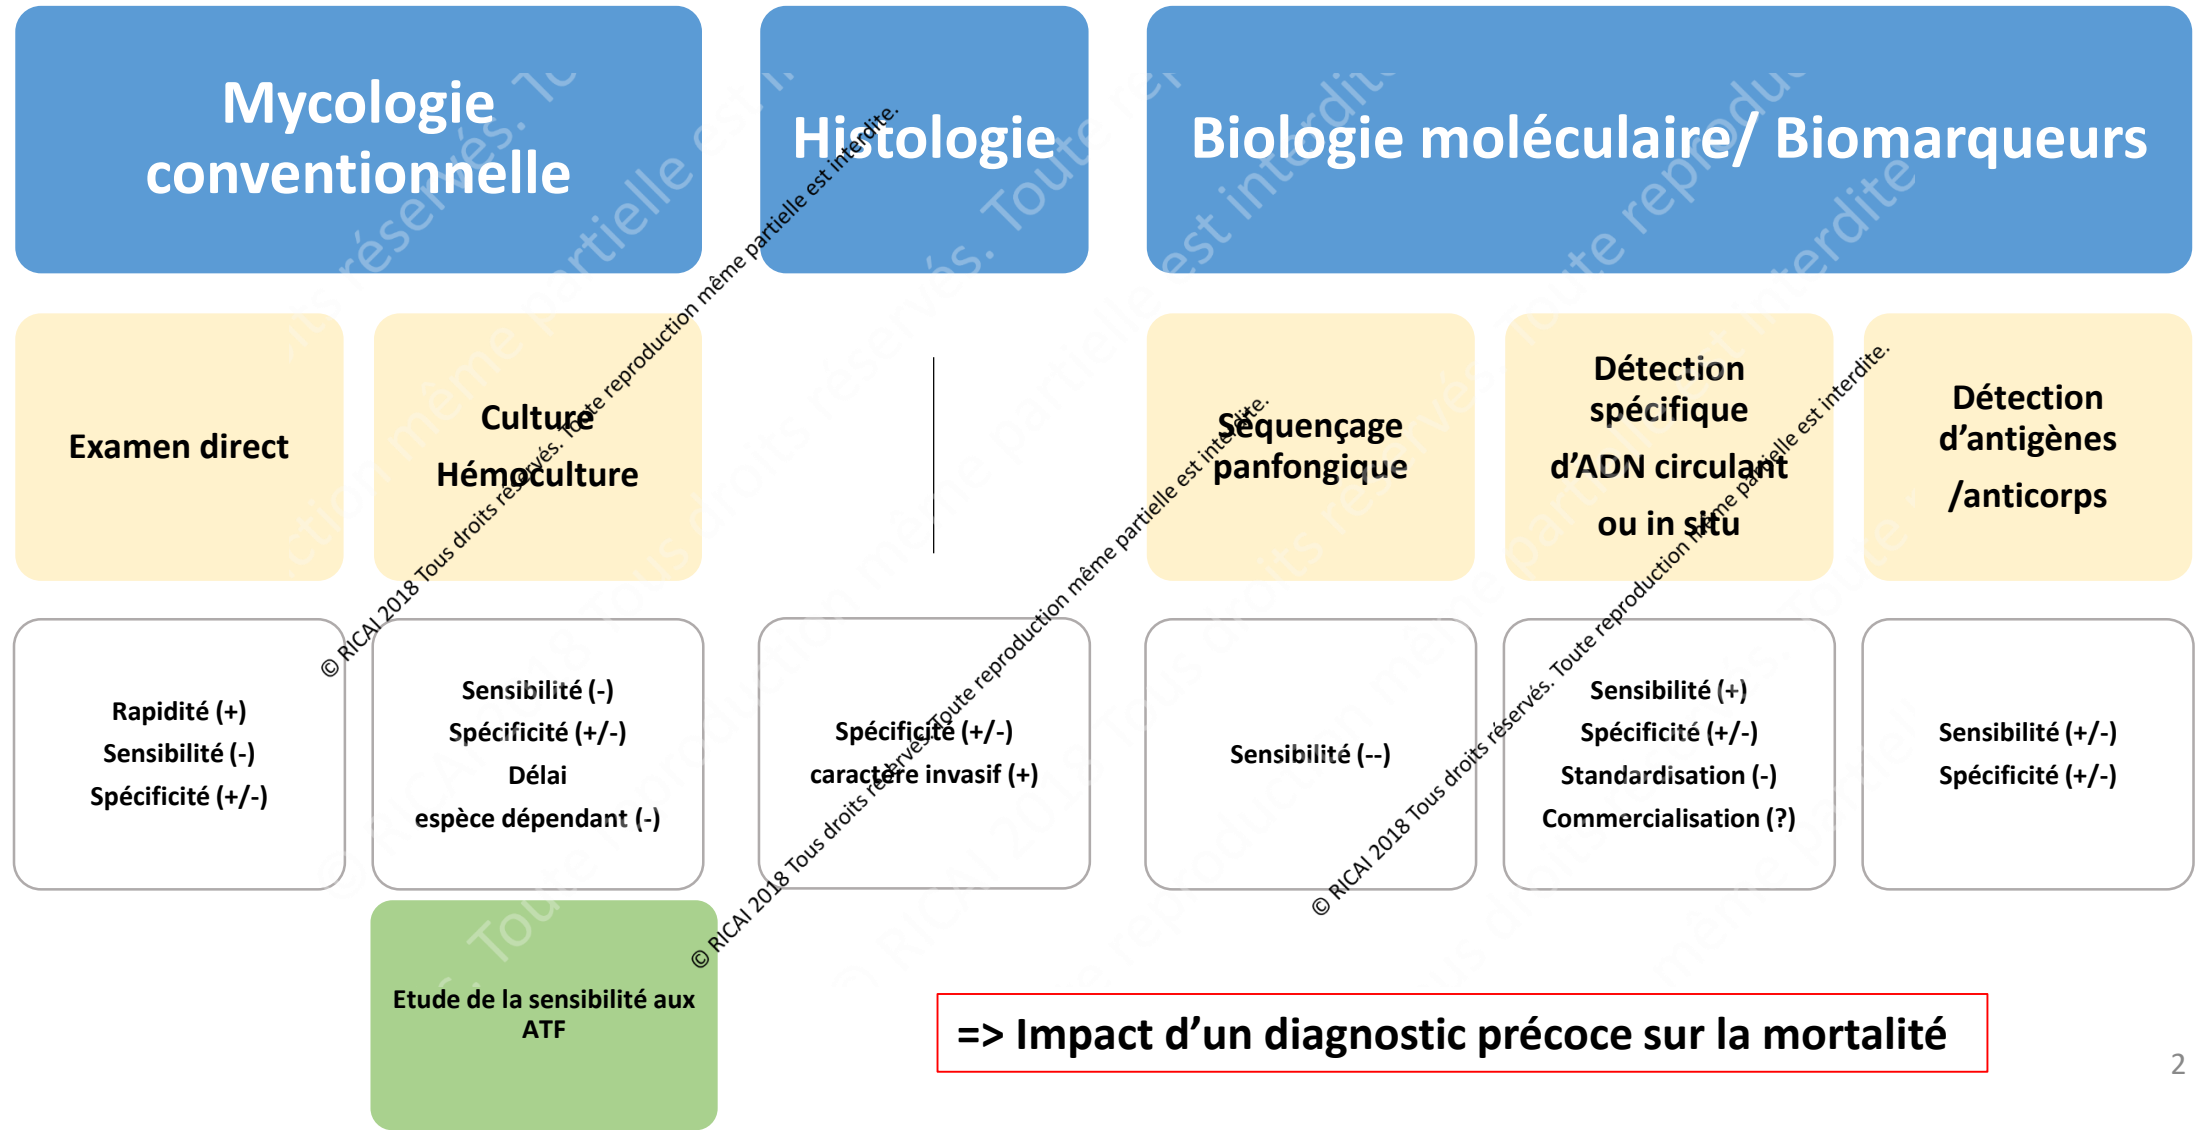 Mycologie
conventionnelle
Histologie
Biologie moléculaire/ Biomarqueurs
Examen direct
Culture
Hémoculture
Séquençage
panfongique
Détection
spécifique
d'ADN circulant
ou in situ
Détection
d'antigènes
/anticorps
Rapidité (+)
Sensibilité (-)
Spécificité (+/-)
Sensibilité (-)
Spécificité (+/-)
Délai
espèce dépendant (-)
Spécificité (+/-)
caractère invasif (+)
Sensibilité (--)
Sensibilité (+)
Spécificité (+/-)
Standardisation (-)
Commercialisation (?)
Sensibilité (+/-)
Spécificité (+/-)
Etude de la sensibilité aux
ATF
=> Impact d'un diagnostic précoce sur la mortalité
2
© RICAI 2018 Tous droits réservés. Toute reproduction même partielle est interdite.
© RICAI 2018 Tous droits réservés. Toute reproduction même partielle est interdite.
© RICAI 2018 Tous droits réservés. Toute reproduction même partielle est interdite.